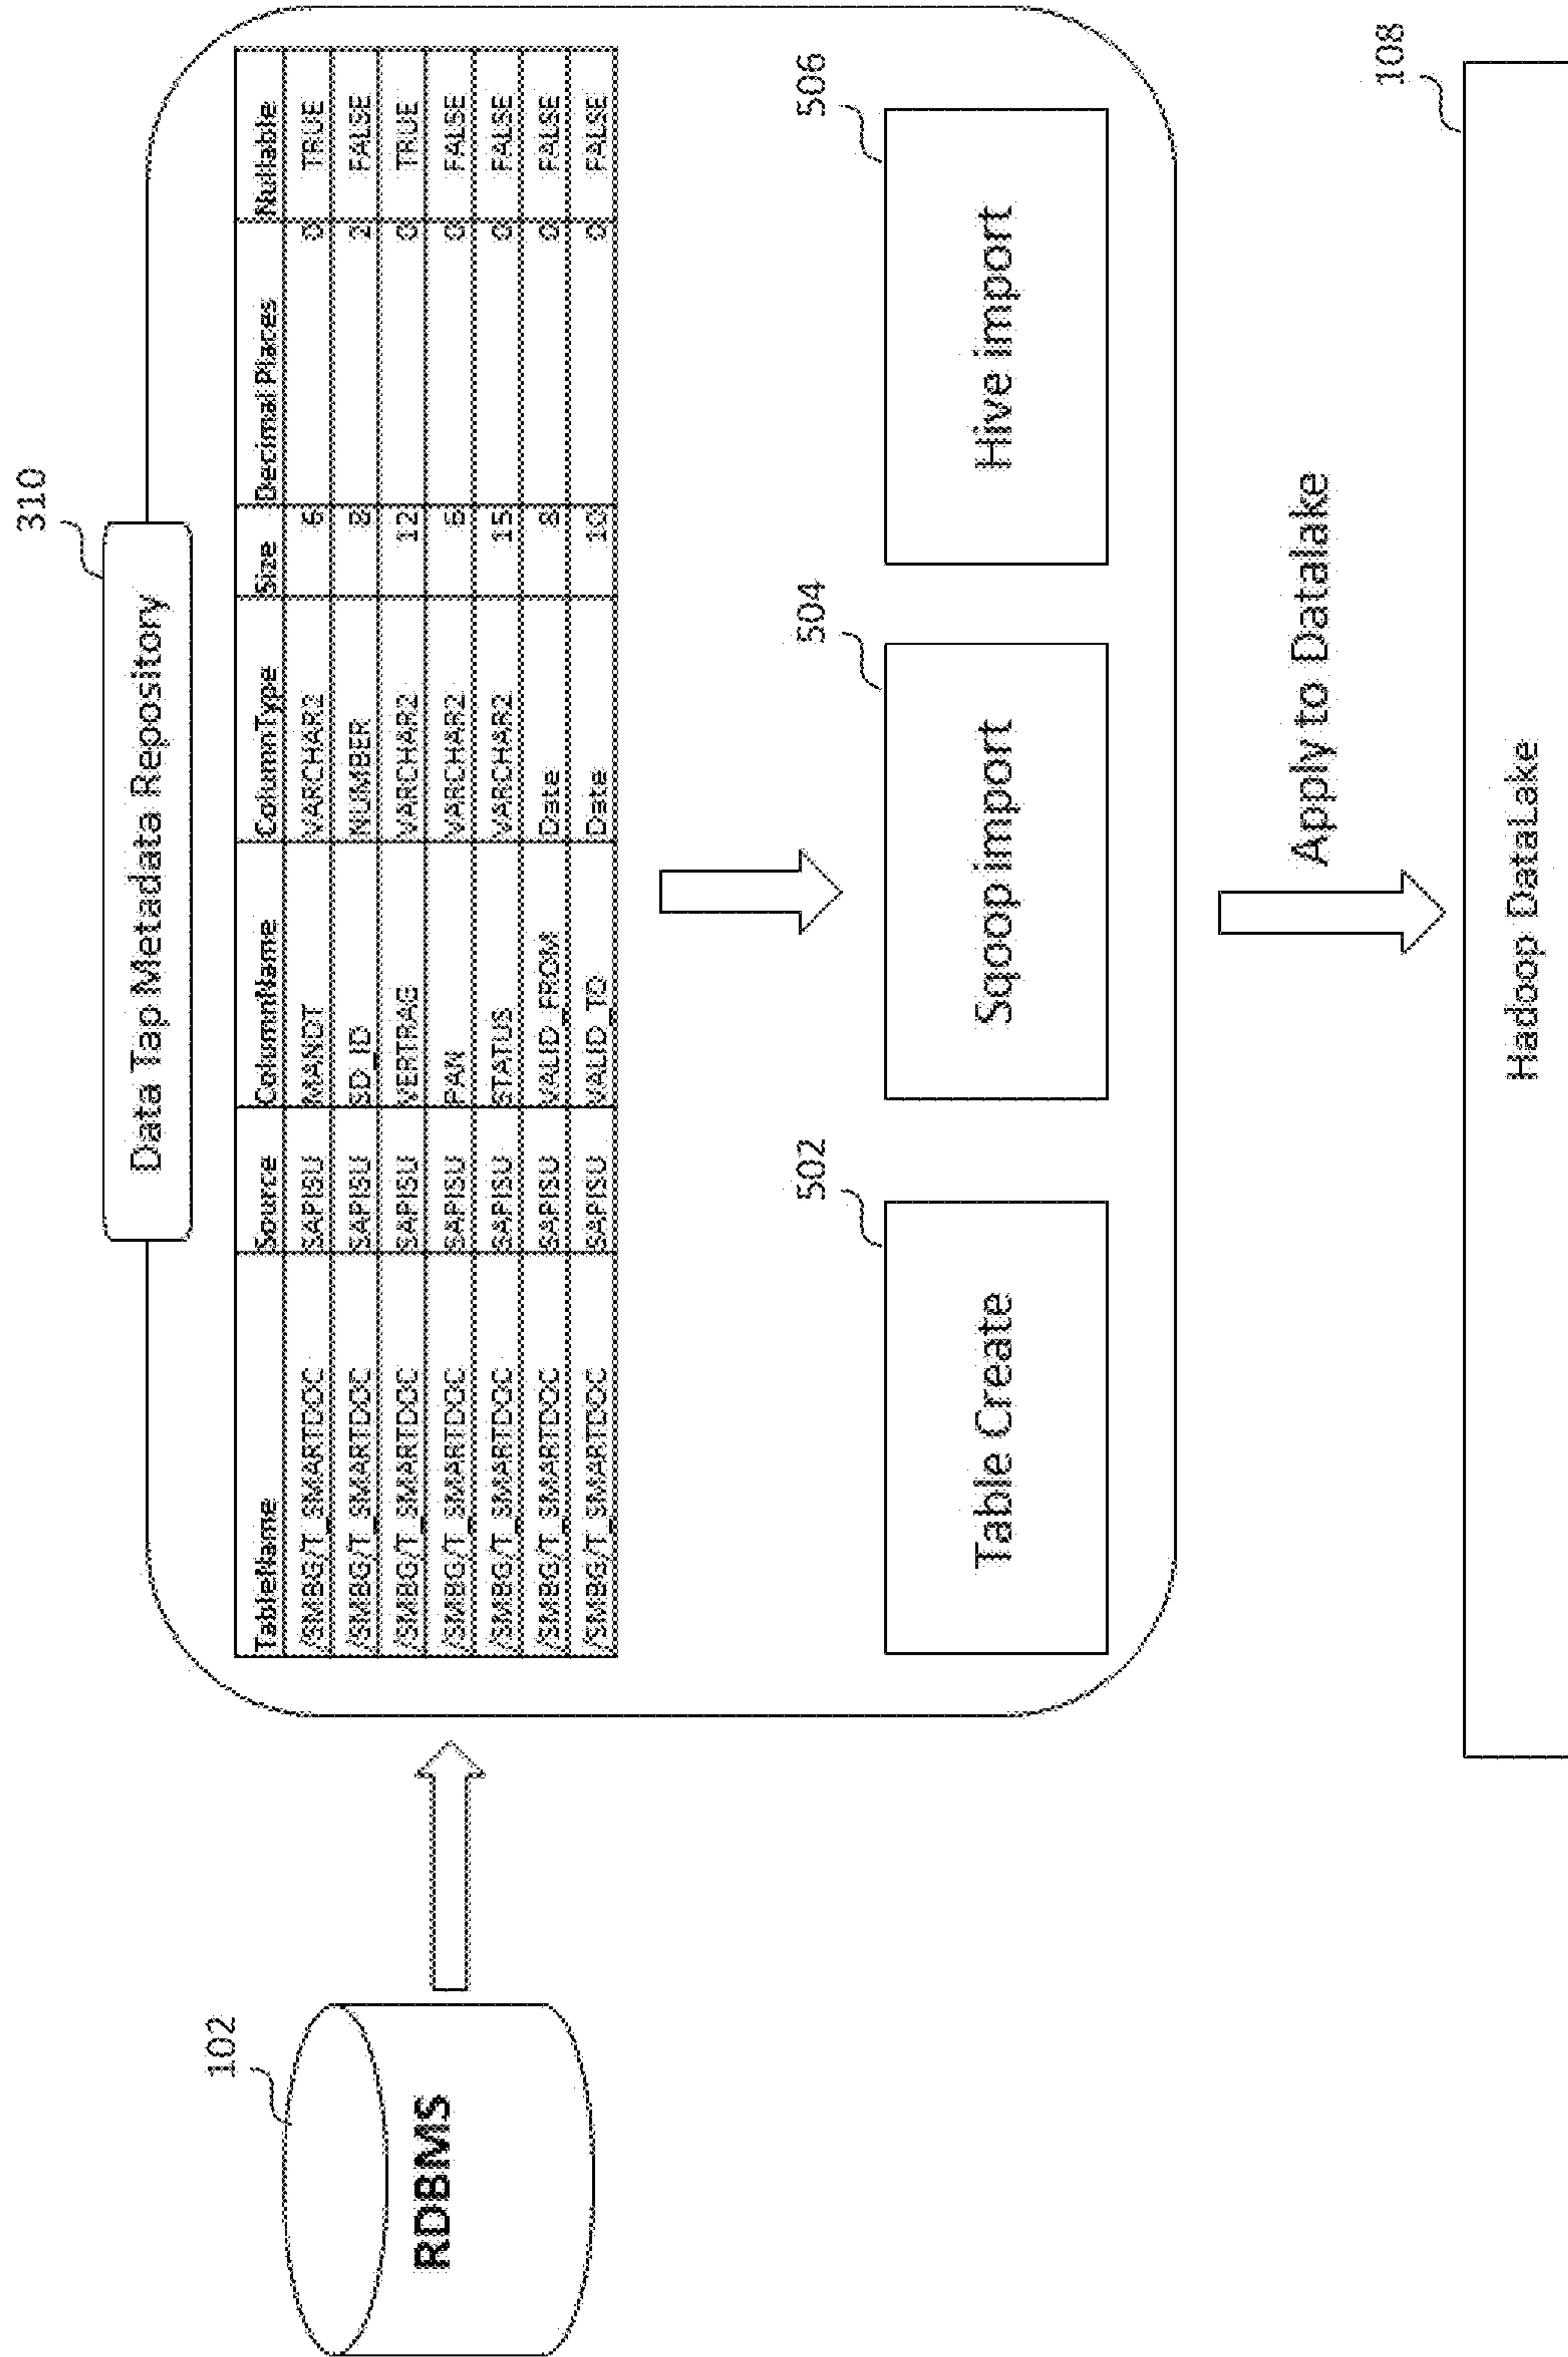 310
Data Tap Metadata Repository
TableName Source ColumnName ColumnType Size Decimal Places Nullable
/SMBG/T_SMARTDOC SAPISU MANDT VARCHAR2 6 0 TRUE
/SMBG/T_SMARTDOC SAPISU SD_ID NUMBER 8 2 FALSE
/SMBG/T_SMARTDOC SAPISU VERTRAG VARCHAR2 12 0 TRUE
/SMBG/T_SMARTDOC SAPISU PAN VARCHAR2 6 0 FALSE
/SMBG/T_SMARTDOC SAPISU STATUS VARCHAR2 15 0 FALSE
/SMBG/T_SMARTDOC SAPISU VALID_FROM Date 8 0 FALSE
/SMBG/T_SMARTDOC SAPISU VALID_TO Date 10 0 FALSE
102
RDBMS
502
Table Create
504
Sqoop import
506
Hive import
Apply to Datalake
108
Hadoop DataLake